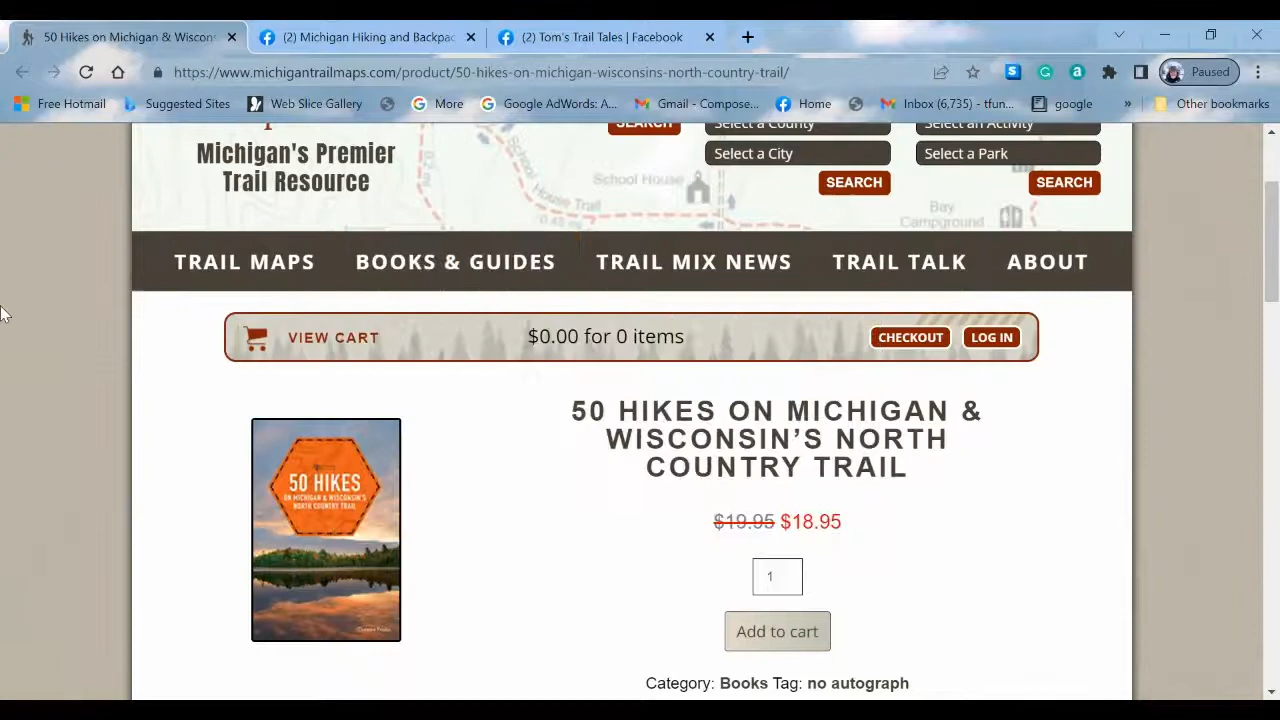 50 Hikes on Michigan & Wiscons
(2) Michigan Hiking and Backpac
(2) Tom's Trail Tales | Facebook
https://www.michigantrailmaps.com/product/50-hikes-on-michigan-wisconsins-north-country-trail/
Paused
Free Hotmail
Suggested Sites
Web Slice Gallery
More
Google AdWords: A...
Gmail - Compose...
Home
Inbox (6,735) - tfun...
google
»
Other bookmarks
SEARCH
Select a County
Select an Activity
Michigan's Premier
Trail Resource
Select a City
Select a Park
SEARCH
SEARCH
School House
School House Trail
0.43 mi
Bay
Campground
TRAIL MAPS
BOOKS & GUIDES
TRAIL MIX NEWS
TRAIL TALK
ABOUT
VIEW CART
$0.00 for 0 items
CHECKOUT
LOG IN
50 HIKES ON MICHIGAN &
WISCONSIN’S NORTH
COUNTRY TRAIL
50 HIKES
ON MICHIGAN & WISCONSIN'S
NORTH COUNTRY TRAIL
$19.95 $18.95
1
Add to cart
Category: Books Tag: no autograph